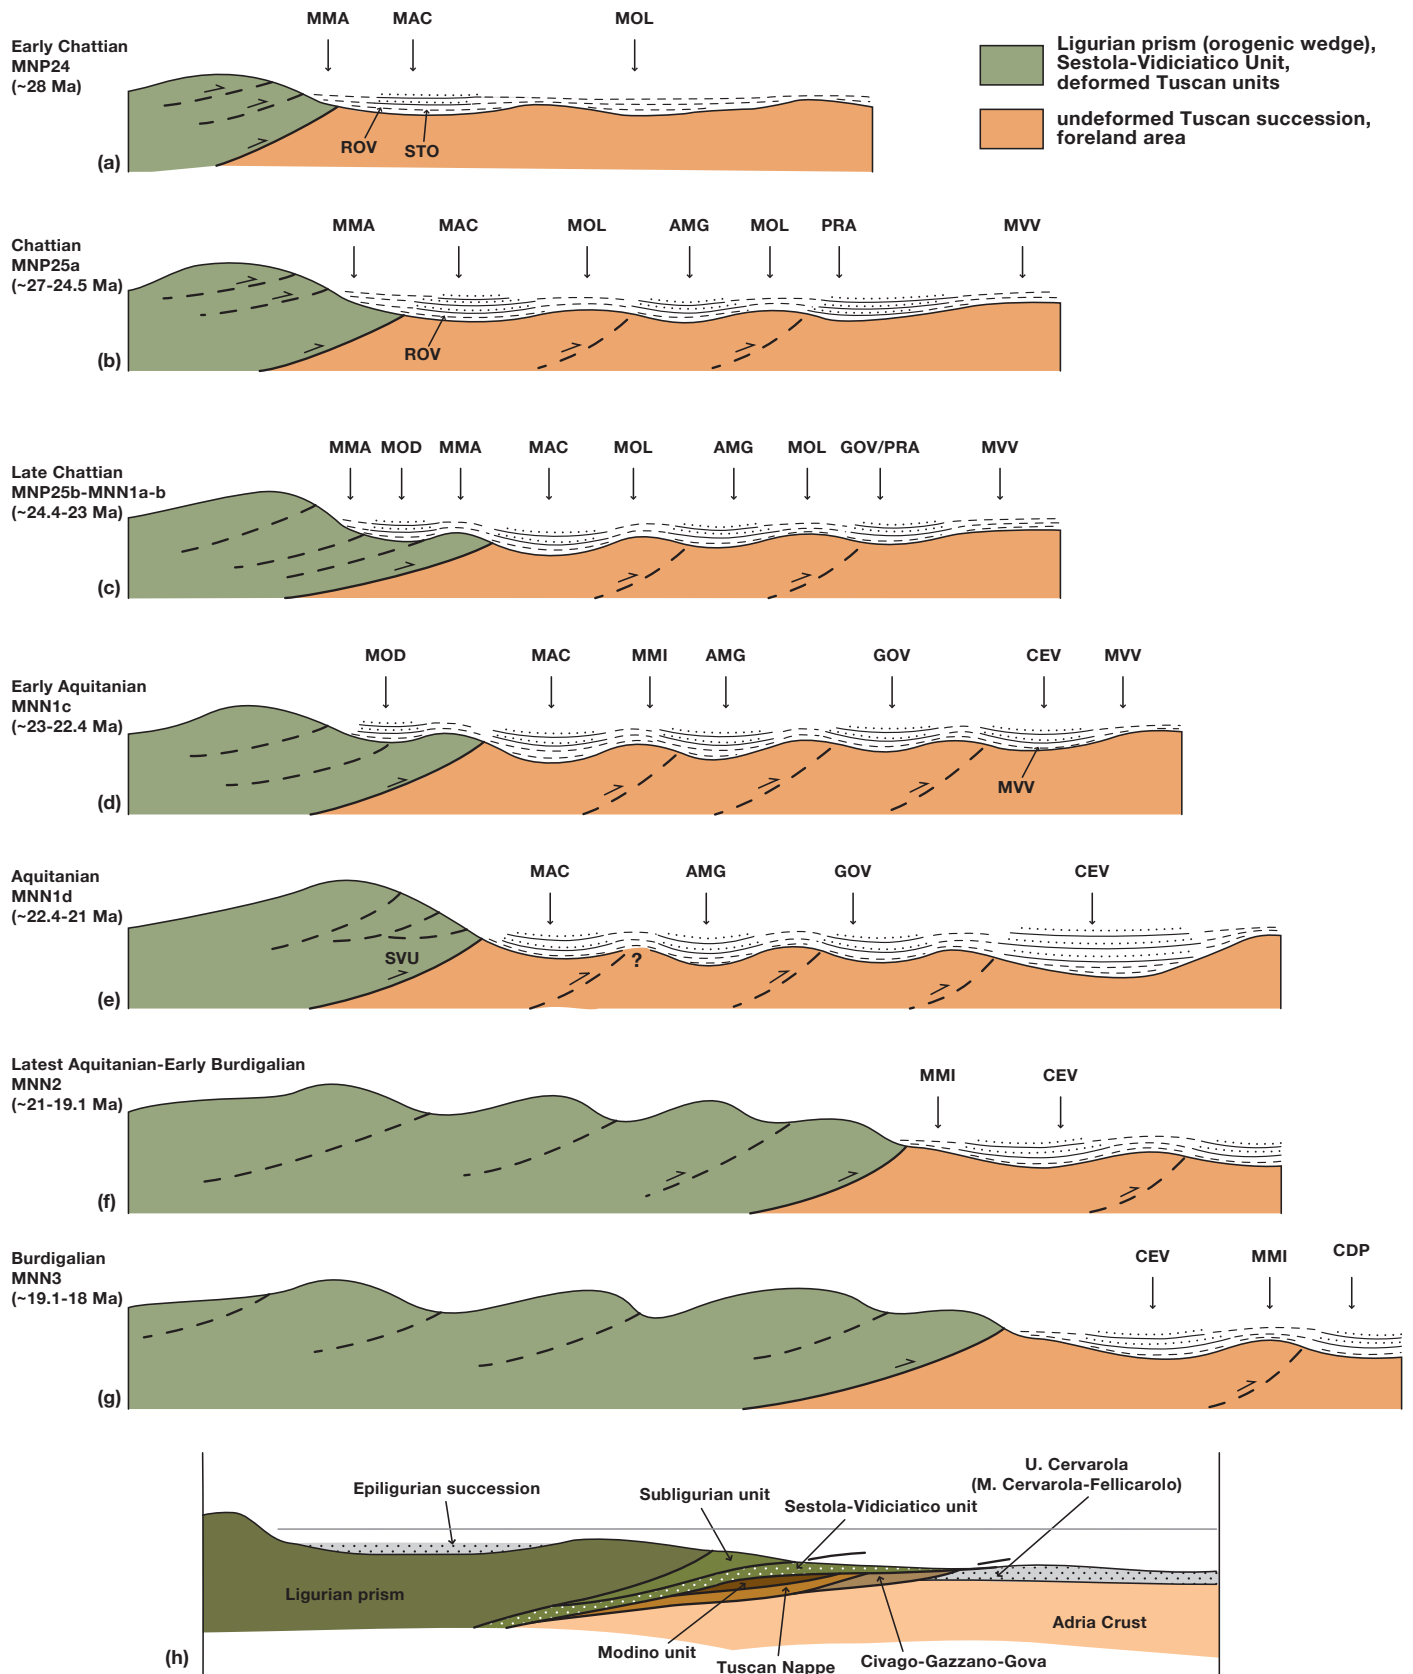 MMA MAC MOL
Early Chattian
MNP24
(~28 Ma)
Ligurian prism (orogenic wedge),
Sestola-Vidiciatico Unit,
deformed Tuscan units
undeformed Tuscan succession,
foreland area
ROV STO
(a)
MMA MAC MOL AMG MOL PRA MVV
Chattian
MNP25a
(~27-24.5 Ma)
ROV
(b)
MMA MOD MMA MAC MOL AMG MOL GOV/PRA MVV
Late Chattian
MNP25b-MNN1a-b
(~24.4-23 Ma)
(c)
MOD MAC MMI AMG GOV CEV MVV
Early Aquitanian
MNN1c
(~23-22.4 Ma)
MVV
(d)
MAC AMG GOV CEV
Aquitanian
MNN1d
(~22.4-21 Ma)
SVU ?
(e)
Latest Aquitanian-Early Burdigalian
MNN2
(~21-19.1 Ma)
MMI CEV
(f)
Burdigalian
MNN3
(~19.1-18 Ma)
CEV MMI CDP
(g)
U. Cervarola
(M. Cervarola-Fellicarolo)
Epiligurian succession
Subligurian unit
Sestola-Vidiciatico unit
Ligurian prism
Adria Crust
Modino unit
Tuscan Nappe
Civago-Gazzano-Gova
(h)